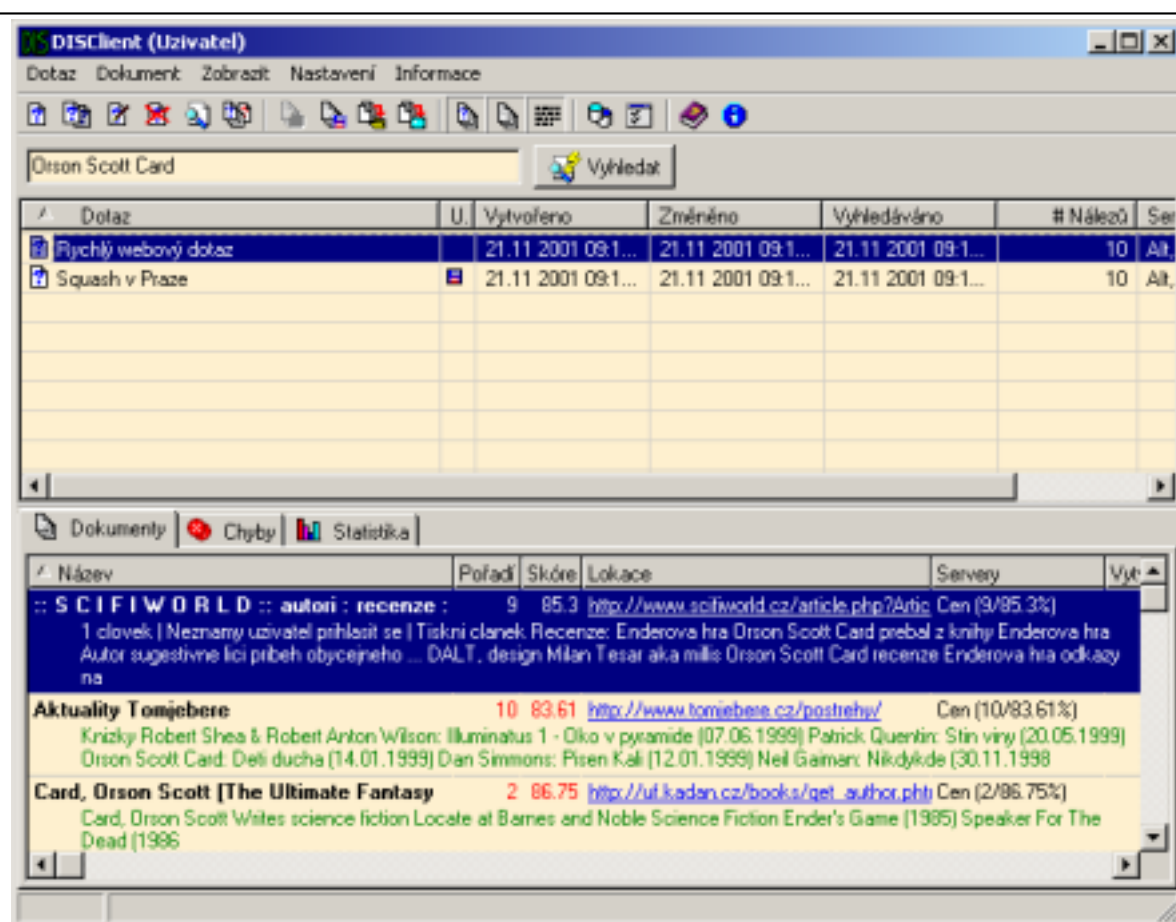 DISClient (Uzivatel)
Dotaz Dokument Zobrazit Nastavení Informace
Orson Scott Card Vyhledat
Dotaz U. Vytvořeno Změněno Vyhledáváno # Nálezů Ser
Rychlý webový dotaz 21.11 2001 09:1... 21.11 2001 09:1... 21.11 2001 09:1... 10 Alt,
Squash v Praze 21.11 2001 09:1... 21.11 2001 09:1... 21.11 2001 09:1... 10 Alt,
Dokumenty Chyby Statistika
Název Pořadí Skóre Lokace Servery Vyt
:: S C I F I W O R L D :: autori : recenze : 9 85.3 http://www.scifiworld.cz/article.php?Artic Cen (9/85.3%)
1 clovek | Neznamy uzivatel prihlasit se | Tiskni clanek Recenze: Enderova hra Orson Scott Card prebal z knihy Enderova hra
Autor sugestivne lici pribeh obycejneho ... DALT, design Milan Tesar aka millis Orson Scott Card recenze Enderova hra odkazy
na
Aktuality Tomjebere 10 83.61 http://www.tomjebere.cz/postrehy/ Cen (10/83.61%)
Knizky Robert Shea & Robert Anton Wilson: Illuminatus 1 - Oko v pyramide (07.06.1999) Patrick Quentin: Stin viny (20.05.1999)
Orson Scott Card: Deti ducha (14.01.1999) Dan Simmons: Pisen Kali (12.01.1999) Neil Gaiman: Nikdykde (30.11.1998
Card, Orson Scott [The Ultimate Fantasy 2 86.75 http://uf.kadan.cz/books/get_author.pht Cen (2/86.75%)
Card, Orson Scott Writes science fiction Locate at Barnes and Noble Science Fiction Ender's Game (1985) Speaker For The
Dead (1986